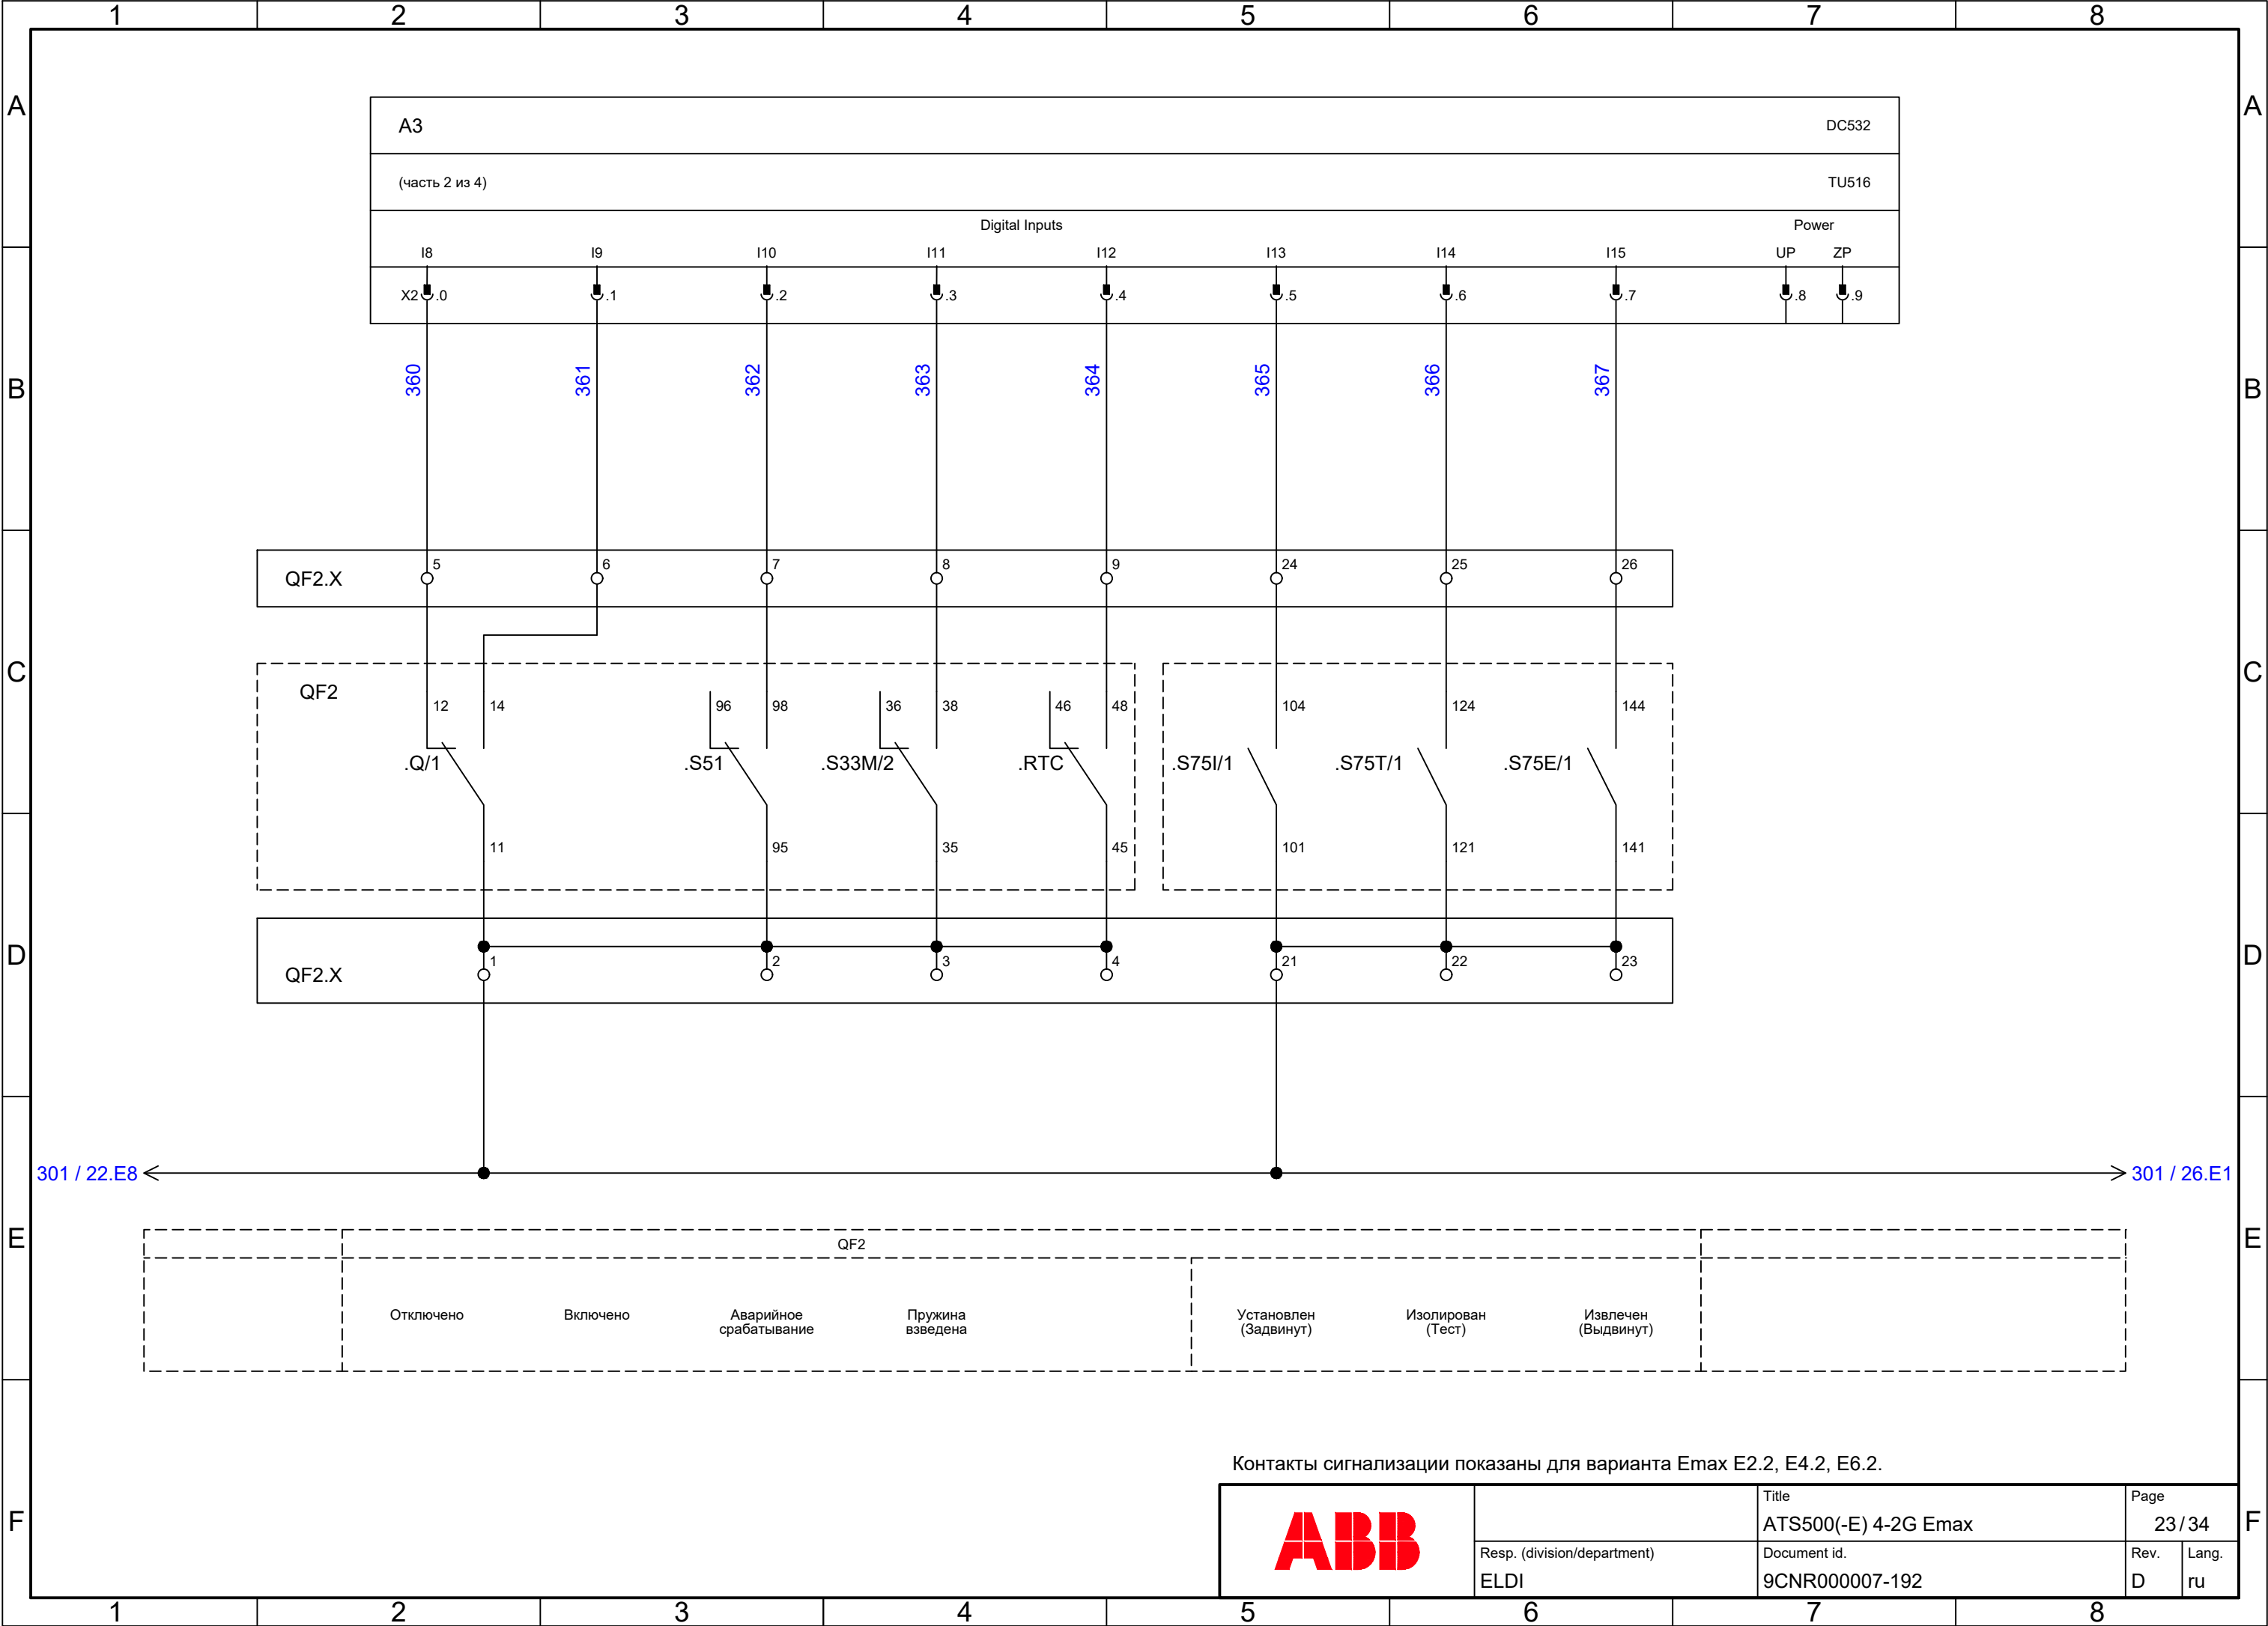 1 2 3 4 5 6 7 8
A A
A3 DC532
(часть 2 из 4) TU516
Digital Inputs Power
I8 I9 I10 I11 I12 I13 I14 I15 UP ZP
X2 .0 .1 .2 .3 .4 .5 .6 .7 .8 .9
B B
360 361 362 363 364 365 366 367
QF2.X 5 6 7 8 9 24 25 26
C C
QF2
12 14 96 98 36 38 46 48 104 124 144
.Q/1 .S51 .S33M/2 .RTC .S75I/1 .S75T/1 .S75E/1
11 95 35 45 101 121 141
D D
QF2.X 1 2 3 4 21 22 23
301 / 22.E8 301 / 26.E1
E E
QF2
Отключено Включено Аварийное Пружина Установлен Изолирован Извлечен
срабатывание взведена (Задвинут) (Тест) (Выдвинут)
Контакты сигнализации показаны для варианта Emax E2.2, E4.2, E6.2.
F F
ABB
Title Page
ATS500(-E) 4-2G Emax 23/34
Resp. (division/department) Document id. Rev. Lang.
ELDI 9CNR000007-192 D ru
1 2 3 4 5 6 7 8